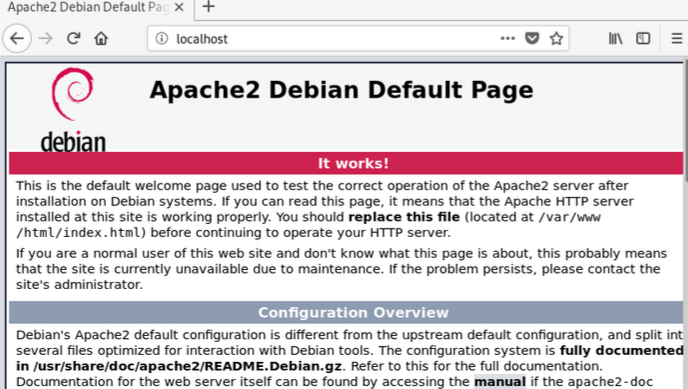 Apache2 Debian Default Pag
localhost
Apache2 Debian Default Page
debian
It works!
This is the default welcome page used to test the correct operation of the Apache2 server after
installation on Debian systems. If you can read this page, it means that the Apache HTTP server
installed at this site is working properly. You should replace this file (located at /var/www
/html/index.html) before continuing to operate your HTTP server.
If you are a normal user of this web site and don't know what this page is about, this probably means
that the site is currently unavailable due to maintenance. If the problem persists, please contact the
site's administrator.
Configuration Overview
Debian's Apache2 default configuration is different from the upstream default configuration, and split int
several files optimized for interaction with Debian tools. The configuration system is fully documented
in /usr/share/doc/apache2/README.Debian.gz. Refer to this for the full documentation.
Documentation for the web server itself can be found by accessing the manual if the apache2-doc